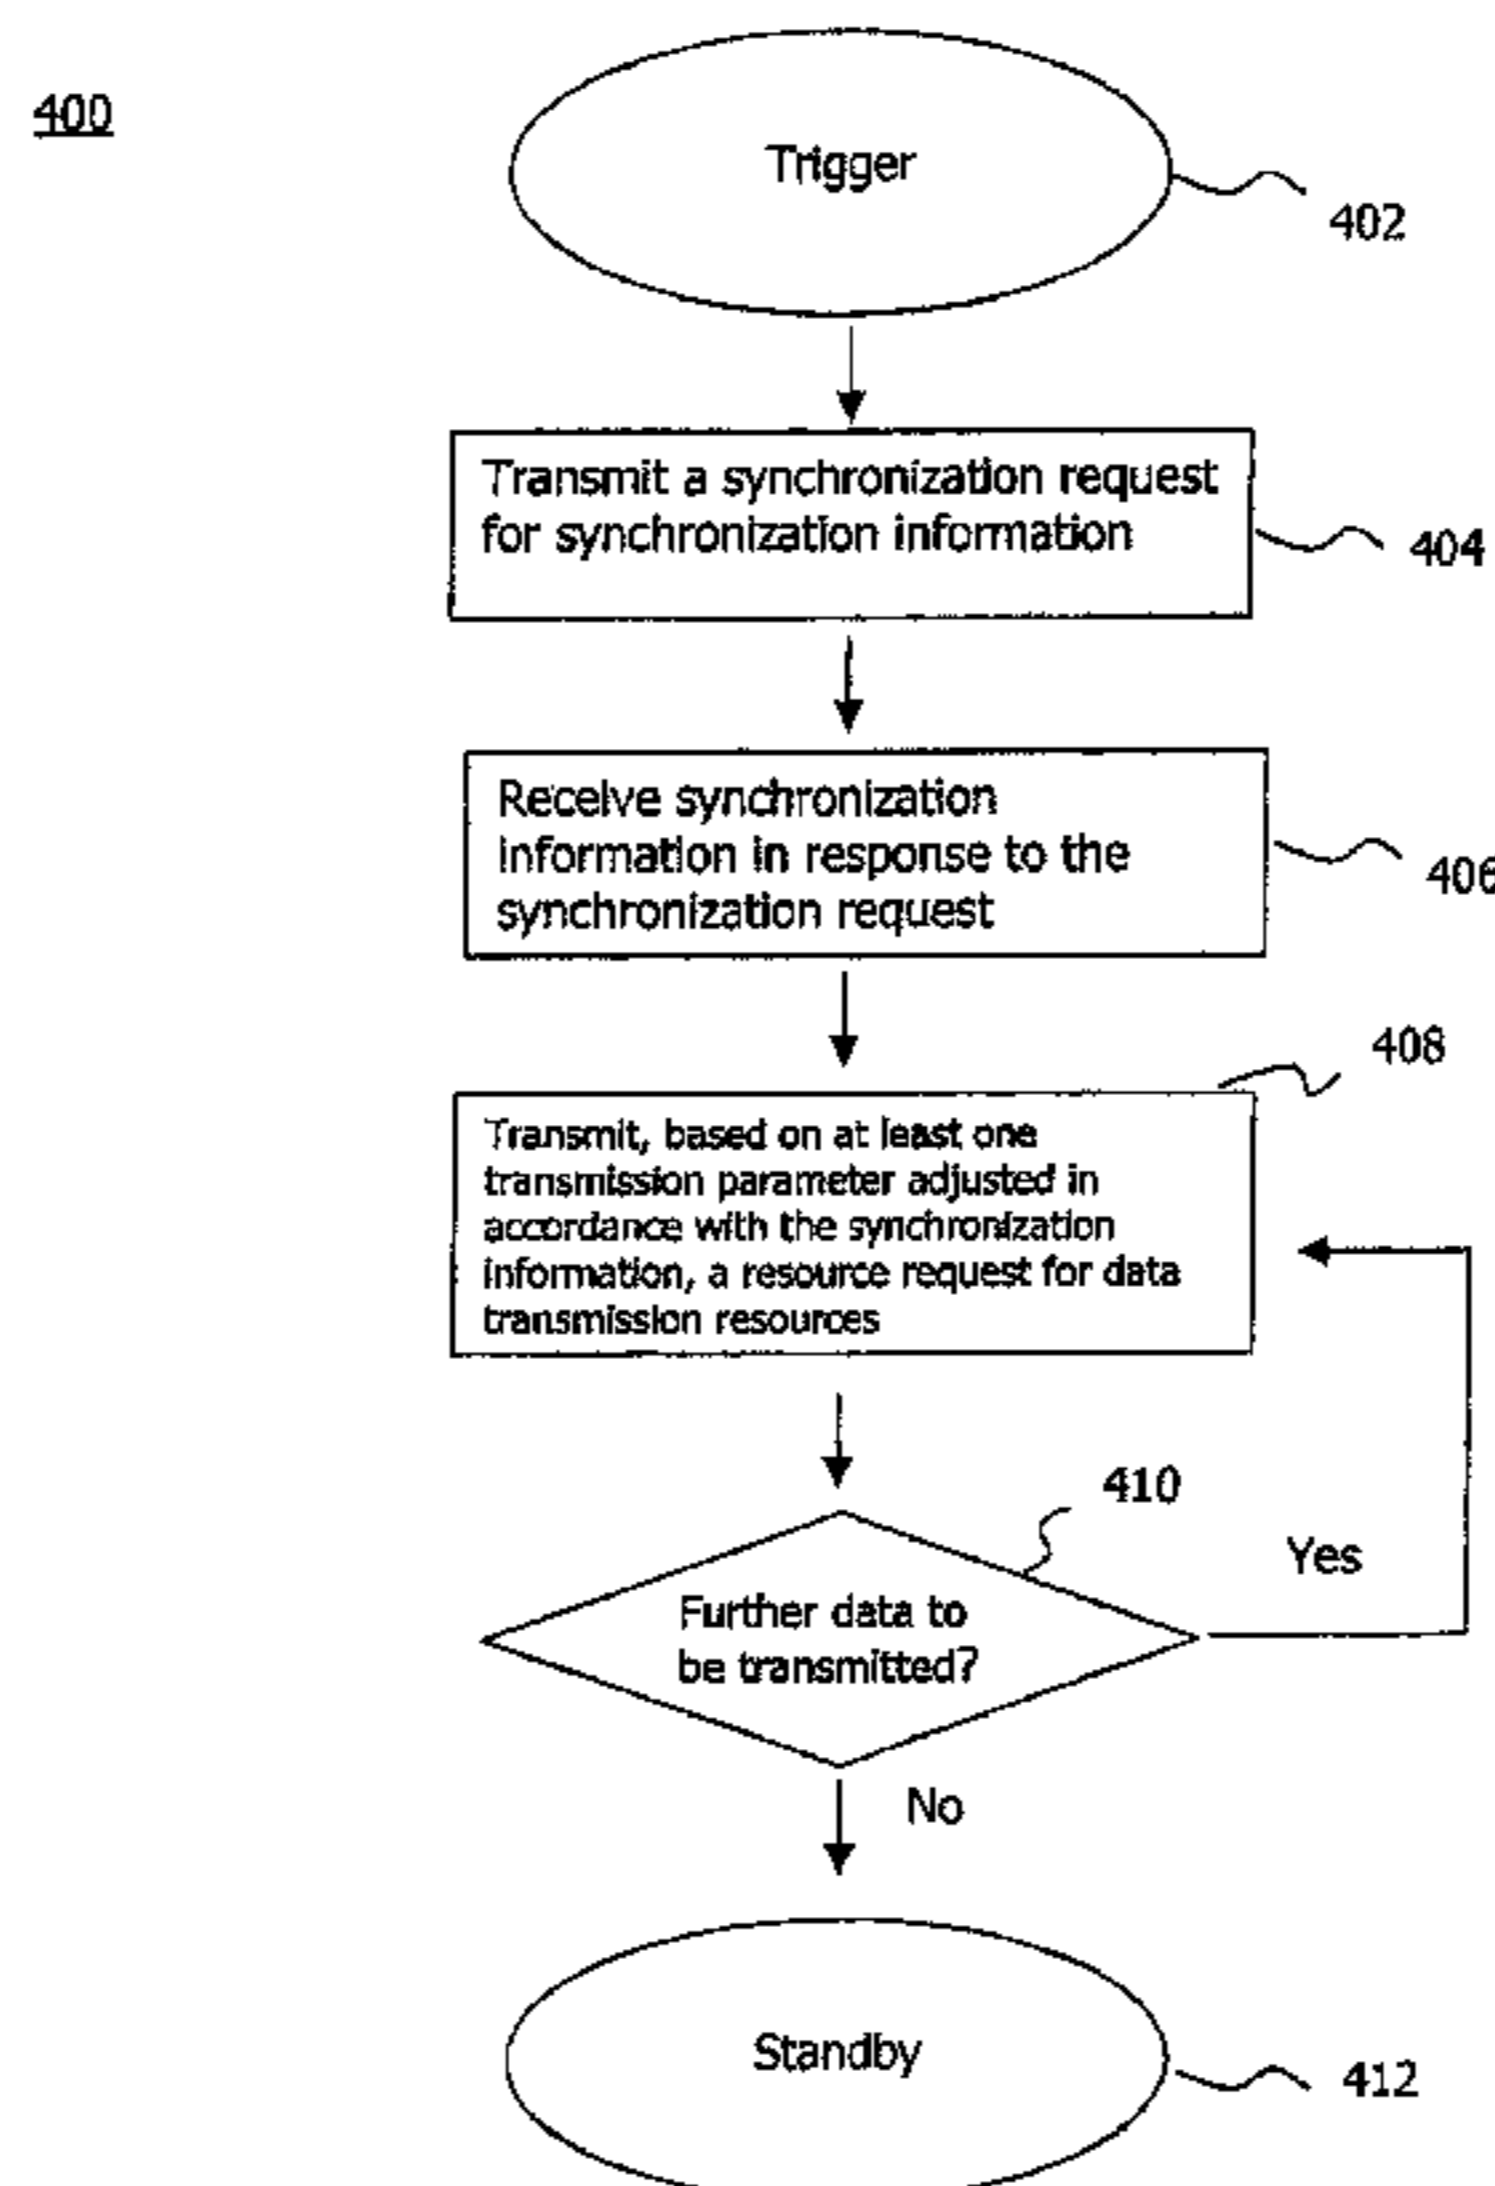 400
Trigger
402
Transmit a synchronization request
for synchronization information
404
Receive synchronization
information in response to the
synchronization request
406
408
Transmit, based on at least one
transmission parameter adjusted in
accordance with the synchronization
information, a resource request for data
transmission resources
410
Yes
Further data to
be transmitted?
No
Standby
412